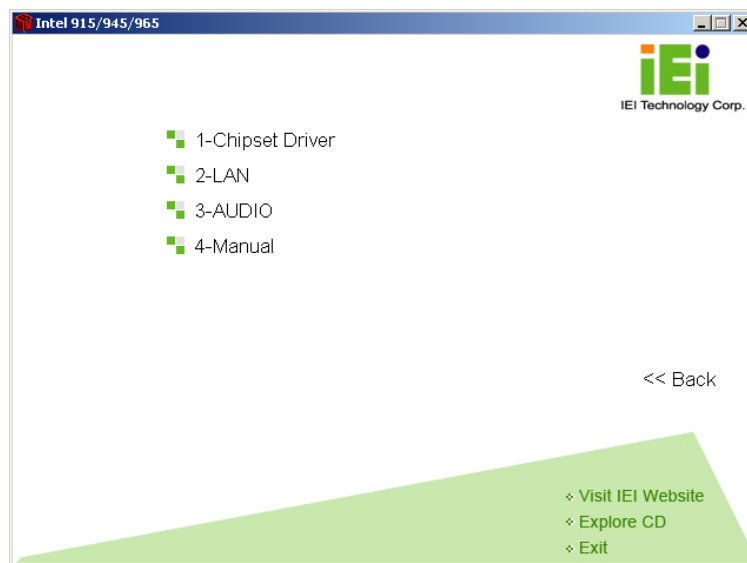 Intel 915/945/965
iEi
IEI Technology Corp.
1-Chipset Driver
2-LAN
3-AUDIO
4-Manual
<< Back
Visit IEI Website
Explore CD
Exit